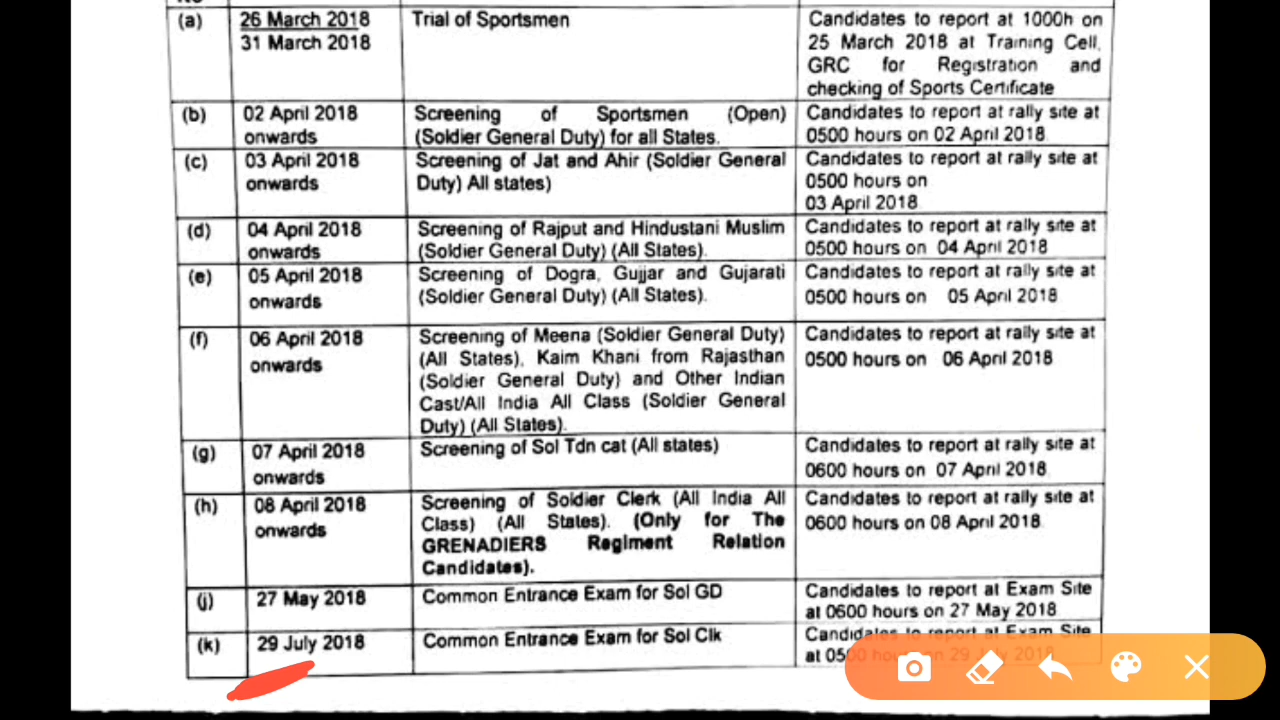 No
(a) 26 March 2018 Trial of Sportsmen Candidates to report at 1000h on
31 March 2018 25 March 2018 at Training Cell,
GRC for Registration and
checking of Sports Certificate
(b) 02 April 2018 Screening of Sportsmen (Open) Candidates to report at rally site at
onwards (Soldier General Duty) for all States. 0500 hours on 02 April 2018
(c) 03 April 2018 Screening of Jat and Ahir (Soldier General Candidates to report at rally site at
onwards Duty) All states) 0500 hours on
03 April 2018
(d) 04 April 2018 Screening of Rajput and Hindustani Muslim Candidates to report at rally site at
onwards (Soldier General Duty) (All States). 0500 hours on 04 April 2018
(e) 05 April 2018 Screening of Dogra, Gujjar and Gujarati Candidates to report at rally site at
onwards (Soldier General Duty) (All States). 0500 hours on 05 April 2018
(f) 06 April 2018 Screening of Meena (Soldier General Duty) Candidates to report at rally site at
onwards (All States), Kaim Khani from Rajasthan 0500 hours on 06 April 2018
(Soldier General Duty) and Other Indian
Cast/All India All Class (Soldier General
Duty) (All States).
(g) 07 April 2018 Screening of Sol Tdn cat (All states) Candidates to report at rally site at
onwards 0600 hours on 07 April 2018
(h) 08 April 2018 Screening of Soldier Clerk (All India All Candidates to report at rally site at
onwards Class) (All States). (Only for The 0600 hours on 08 April 2018
GRENADIERS Regiment Relation
Candidates).
(j) 27 May 2018 Common Entrance Exam for Sol GD Candidates to report at Exam Site
at 0600 hours on 27 May 2018
(k) 29 July 2018 Common Entrance Exam for Sol Clk Candidates to report at Exam Site
at 0500 hours on 29 July 2018